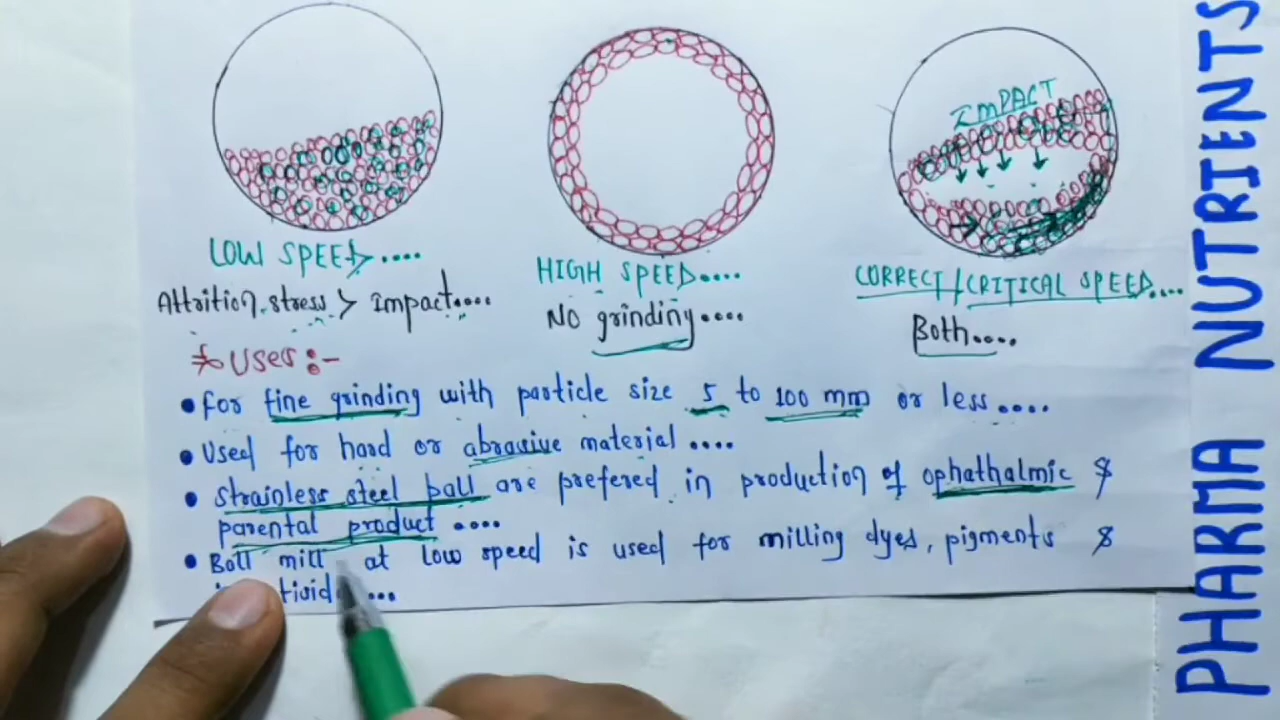 IMPACT
LOW SPEED....
HIGH SPEED....
CORRECT/CRITICAL SPEED....
Attrition stress > impact....
No grinding....
Both....
* Uses:-
• For fine grinding with particle size 5 to 100 mm or less....
• Used for hard or abrasive material ....
• Strainless steel ball are prefered in production of ophathalmic &
parental product ....
• Ball mill at low speed is used for milling dyes, pigments &
PHARMA NUTRIENTS